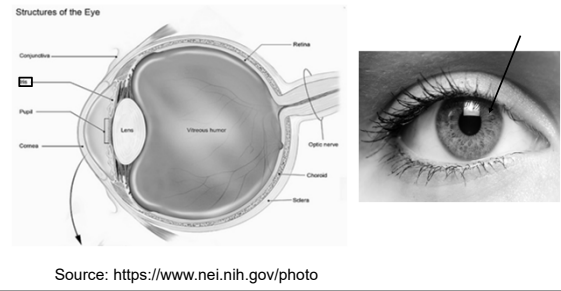 Structures of the Eye
Conjunctiva
Iris
Pupil
Cornea
Lens
Vitreous humor
Retina
Optic nerve
Choroid
Sclera
Source: https://www.nei.nih.gov/photo